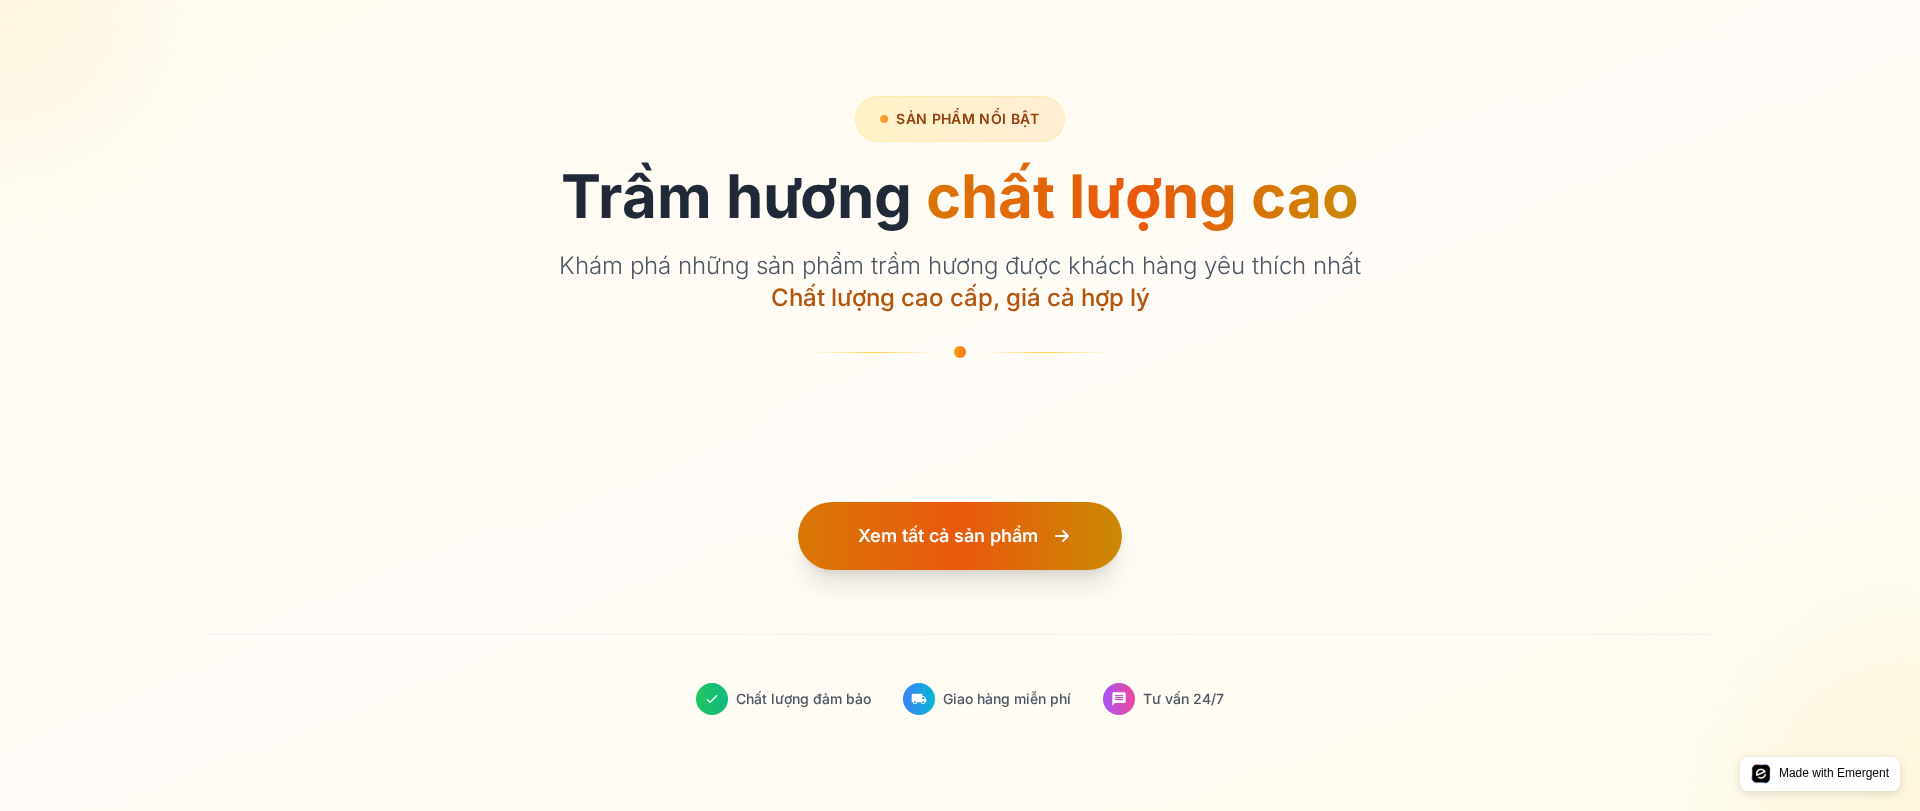 SẢN PHẨM NỔI BẬT
Trầm hương chất lượng cao
Khám phá những sản phẩm trầm hương được khách hàng yêu thích nhất
Chất lượng cao cấp, giá cả hợp lý
Xem tất cả sản phẩm
Chất lượng đảm bảo
Giao hàng miễn phí
Tư vấn 24/7
Made with Emergent